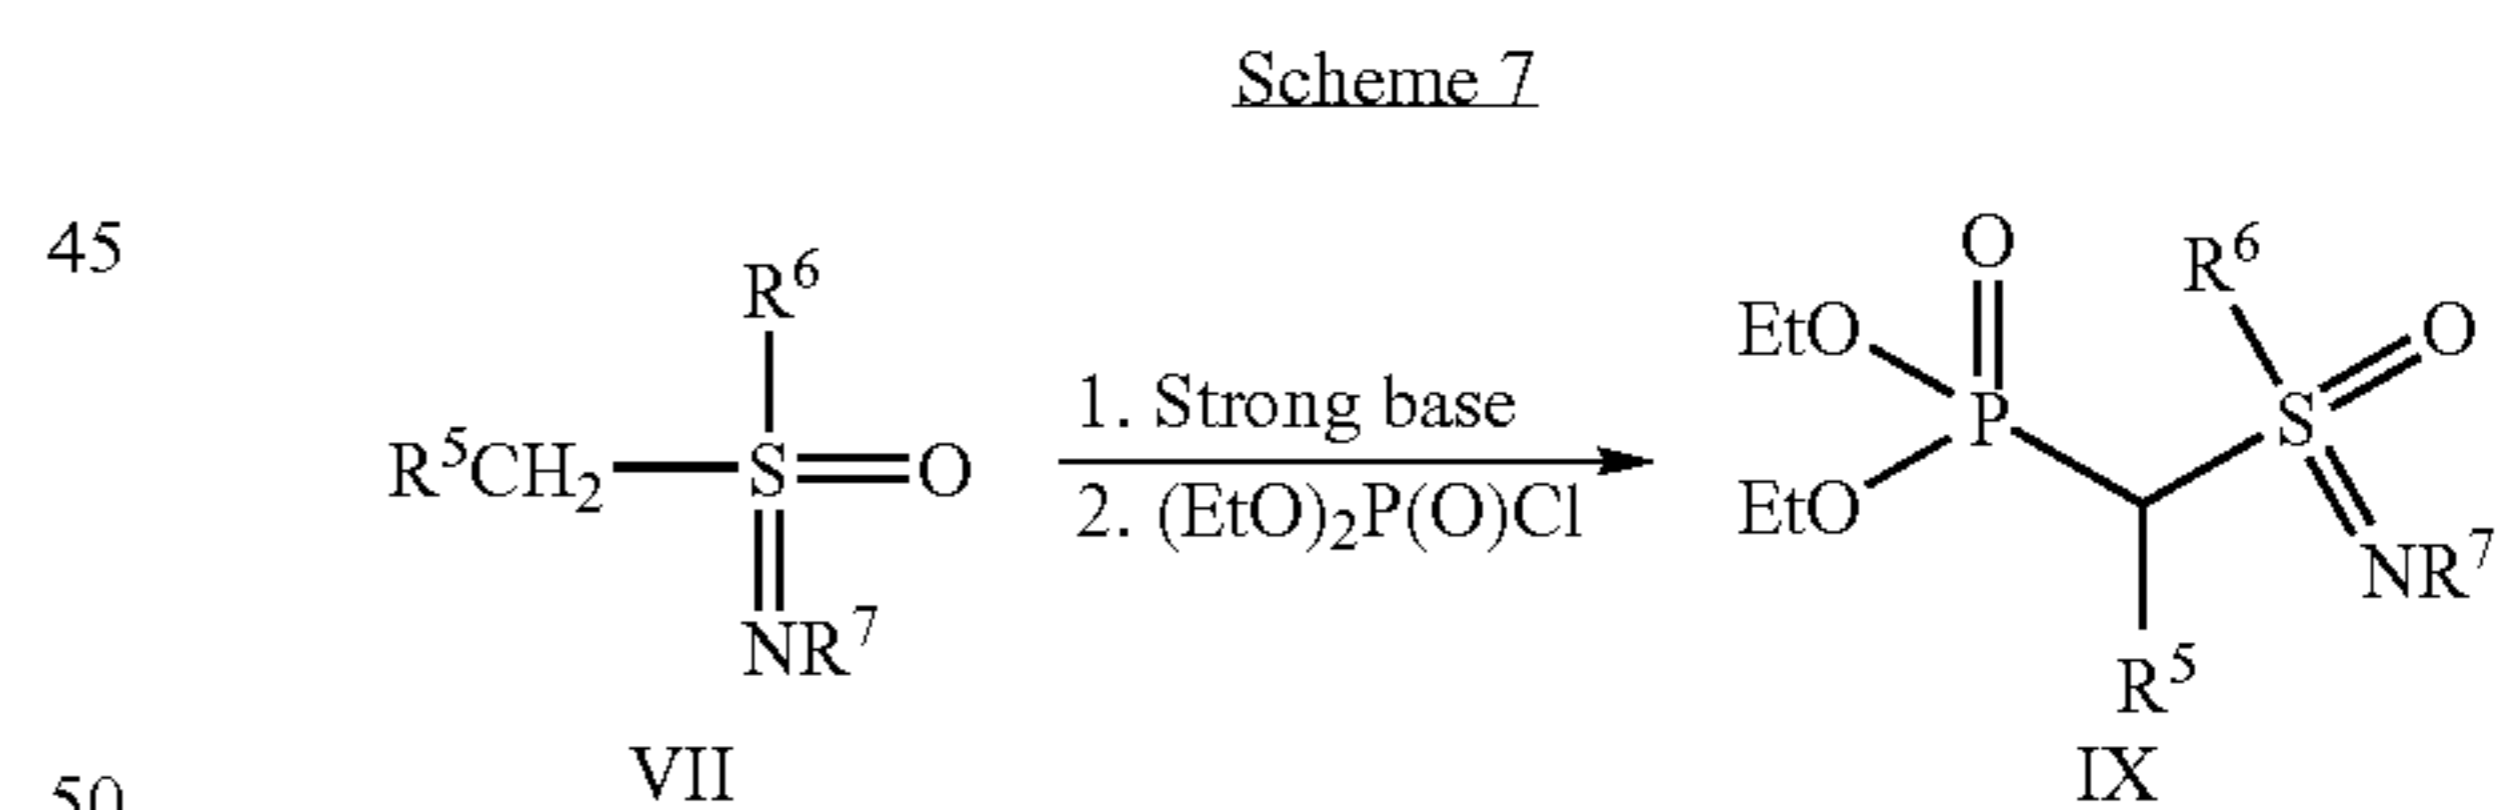 Scheme 7
45
R⁶
R⁵CH₂ S O
NR⁷
VII
1. Strong base
2. (EtO)₂P(O)Cl
O
R⁶
EtO
O
P
S
EtO
NR⁷
R⁵
IX
50